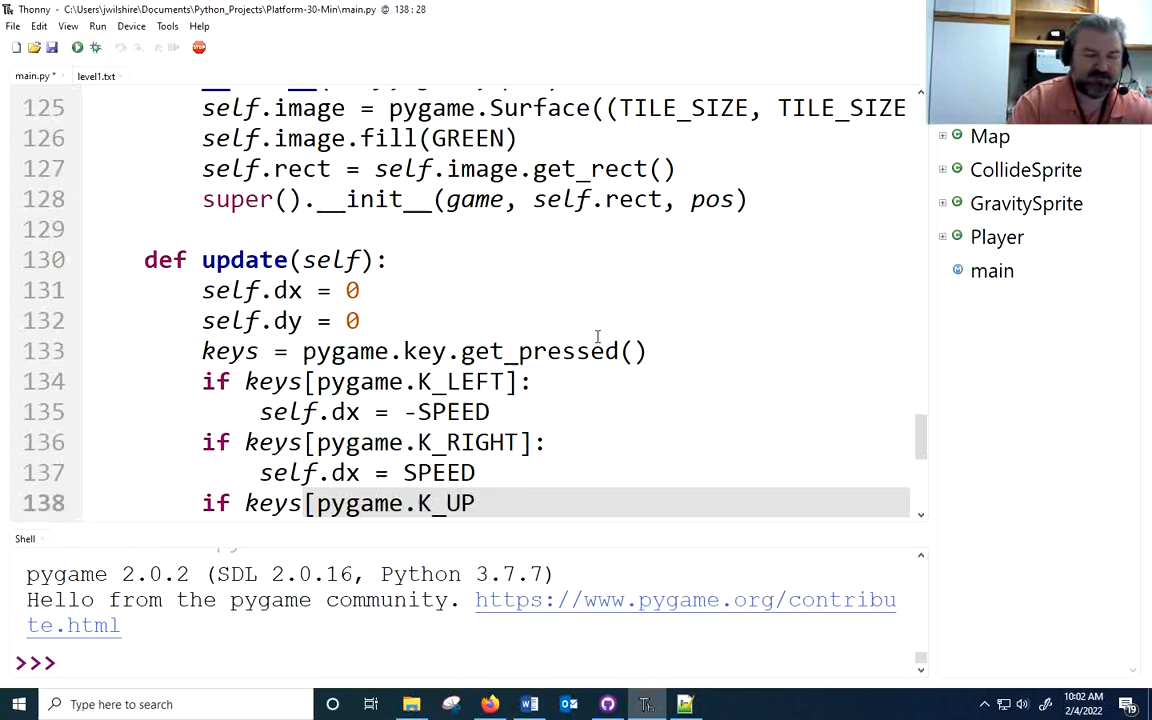 Thonny - C:\Users\jwilshire\Documents\Python_Projects\Platform-30-Min\main.py @ 138 : 28
File Edit View Run Device Tools Help
STOP
main.py * level1.txt
125 self.image = pygame.Surface((TILE_SIZE, TILE_SIZE
126 self.image.fill(GREEN)
127 self.rect = self.image.get_rect()
128 super().__init__(game, self.rect, pos)
129
130 def update(self):
131 self.dx = 0
132 self.dy = 0
133 keys = pygame.key.get_pressed()
134 if keys[pygame.K_LEFT]:
135 self.dx = -SPEED
136 if keys[pygame.K_RIGHT]:
137 self.dx = SPEED
138 if keys[pygame.K_UP
Map
CollideSprite
GravitySprite
Player
main
Shell
pygame 2.0.2 (SDL 2.0.16, Python 3.7.7)
Hello from the pygame community. https://www.pygame.org/contribu
te.html
>>>
Type here to search
10:02 AM
2/4/2022
19